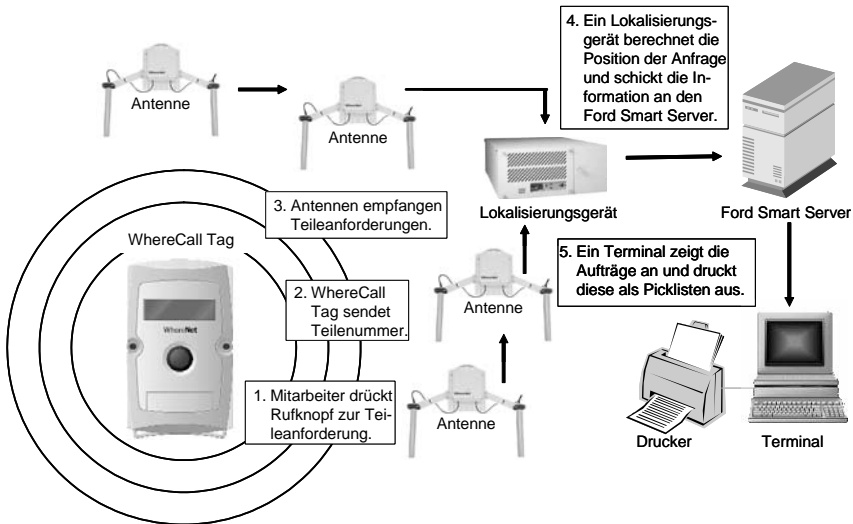 4. Ein Lokalisierungs-
gerät berechnet die
Position der Anfrage
und schickt die In-
formation an den
Ford Smart Server.
Antenne
Antenne
Lokalisierungsgerät
Ford Smart Server
3. Antennen empfangen
Teileanforderungen.
WhereCall Tag
5. Ein Terminal zeigt die
Aufträge an und druckt
diese als Picklisten aus.
2. WhereCall
Tag sendet
Teilenummer.
WhereNet
Antenne
1. Mitarbeiter drückt
Rufknopf zur Tei-
leanforderung.
Antenne
Drucker
Terminal